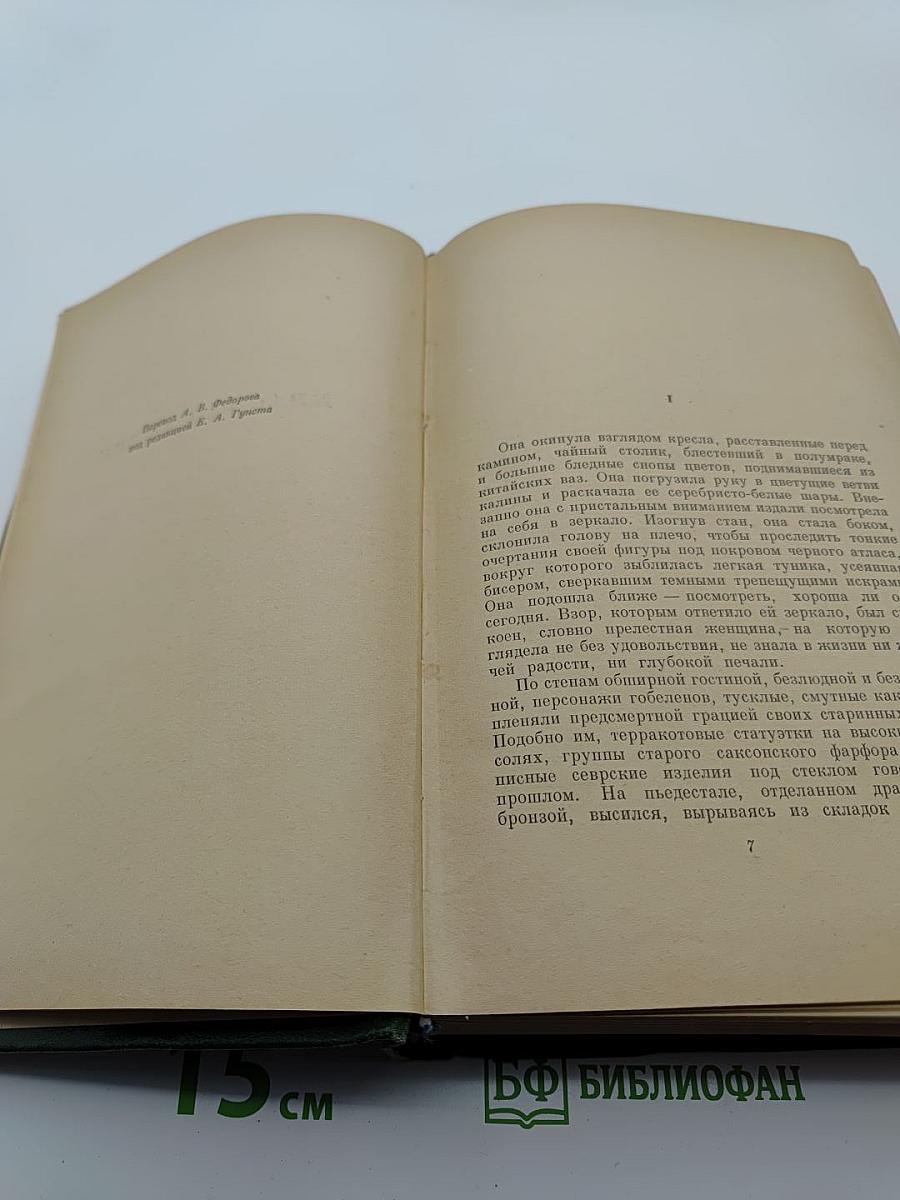 Перевод А. В. Федорова
под редакцией Е. А. Гунста
I
Она окинула взглядом кресла, расставленные перед
камином, чайный столик, блестевший в полумраке,
и большие бледные снопы цветов, поднимавшиеся из
китайских ваз. Она погрузила руку в цветущие ветви
калины и раскачала ее серебристо-белые шары. Вне-
запно она с пристальным вниманием издали посмотрела
на себя в зеркало. Изогнув стан, она стала боком,
склонила голову на плечо, чтобы проследить тонкие
очертания своей фигуры под покровом черного атласа,
вокруг которого зыблилась легкая туника, усеянная
бисером, сверкавшим темными трепещущими искрами
Она подошла ближе — посмотреть, хороша ли о
сегодня. Взор, которым ответило ей зеркало, был с
коен, словно прелестная женщина, на которую
глядела не без удовольствия, не знала в жизни ни
чей радости, ни глубокой печали.
По стенам обширной гостиной, безлюдной и без
ной, персонажи гобеленов, тусклые, смутные как
пленяли предсмертной грацией своих старинных
Подобно им, терракотовые статуэтки на высок
солях, группы старого саксонского фарфора
писные севрские изделия под стеклом гов
прошлом. На пьедестале, отделанном дра
бронзой, высился, вырываясь из складок
7
15 см
БФ БИБЛИОФАН